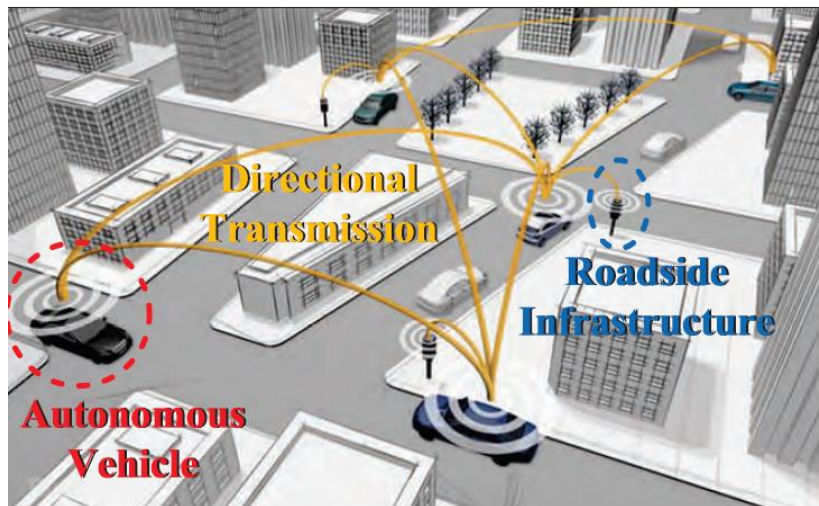 Directional
Transmission
Roadside
Infrastructure
Autonomous
Vehicle